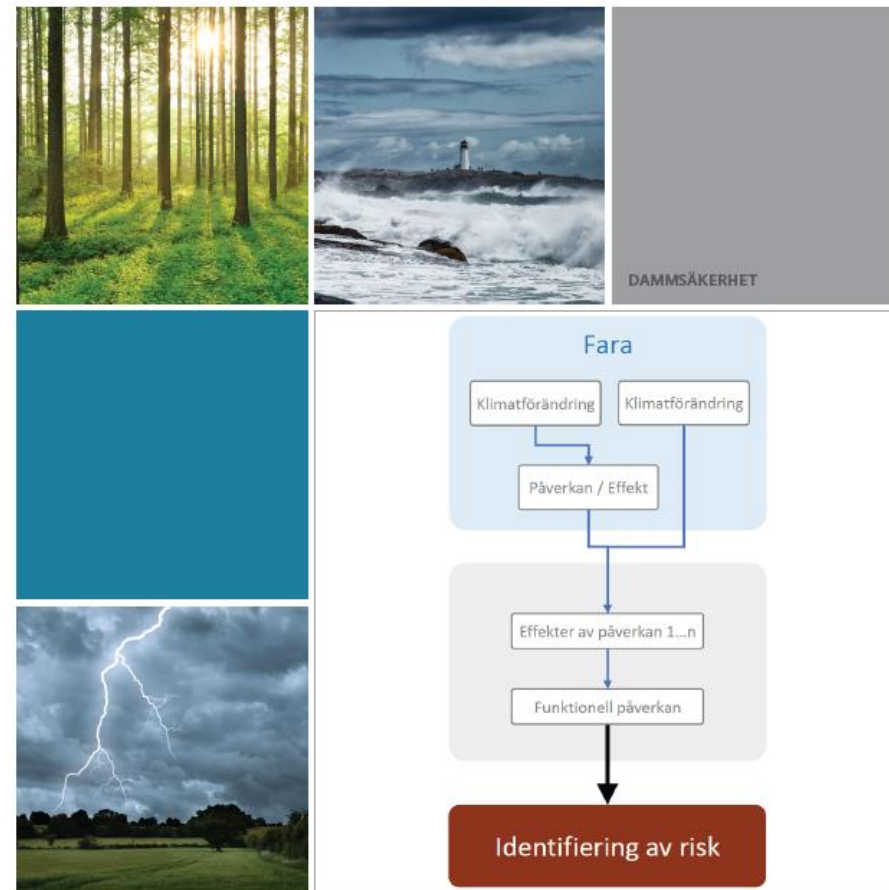 DAMMSÄKERHET
Fara
Klimatförändring
Klimatförändring
Påverkan / Effekt
Effekter av påverkan 1...n
Funktionell påverkan
Identifiering av risk